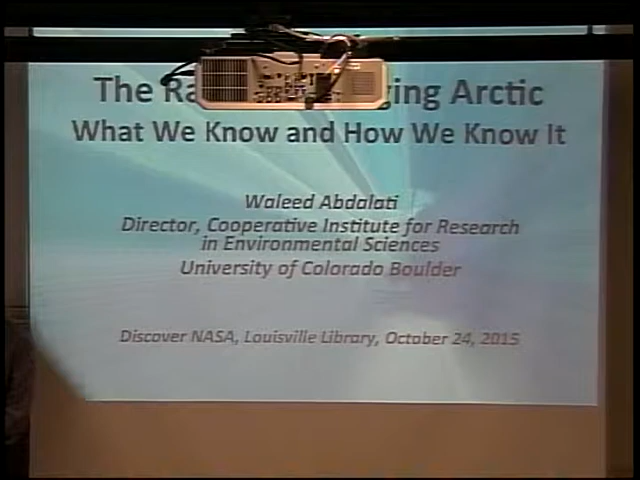 The Ra ing Arctic
What We Know and How We Know It
Waleed Abdalati
Director, Cooperative Institute for Research
in Environmental Sciences
University of Colorado Boulder
Discover NASA, Louisville Library, October 24, 2015